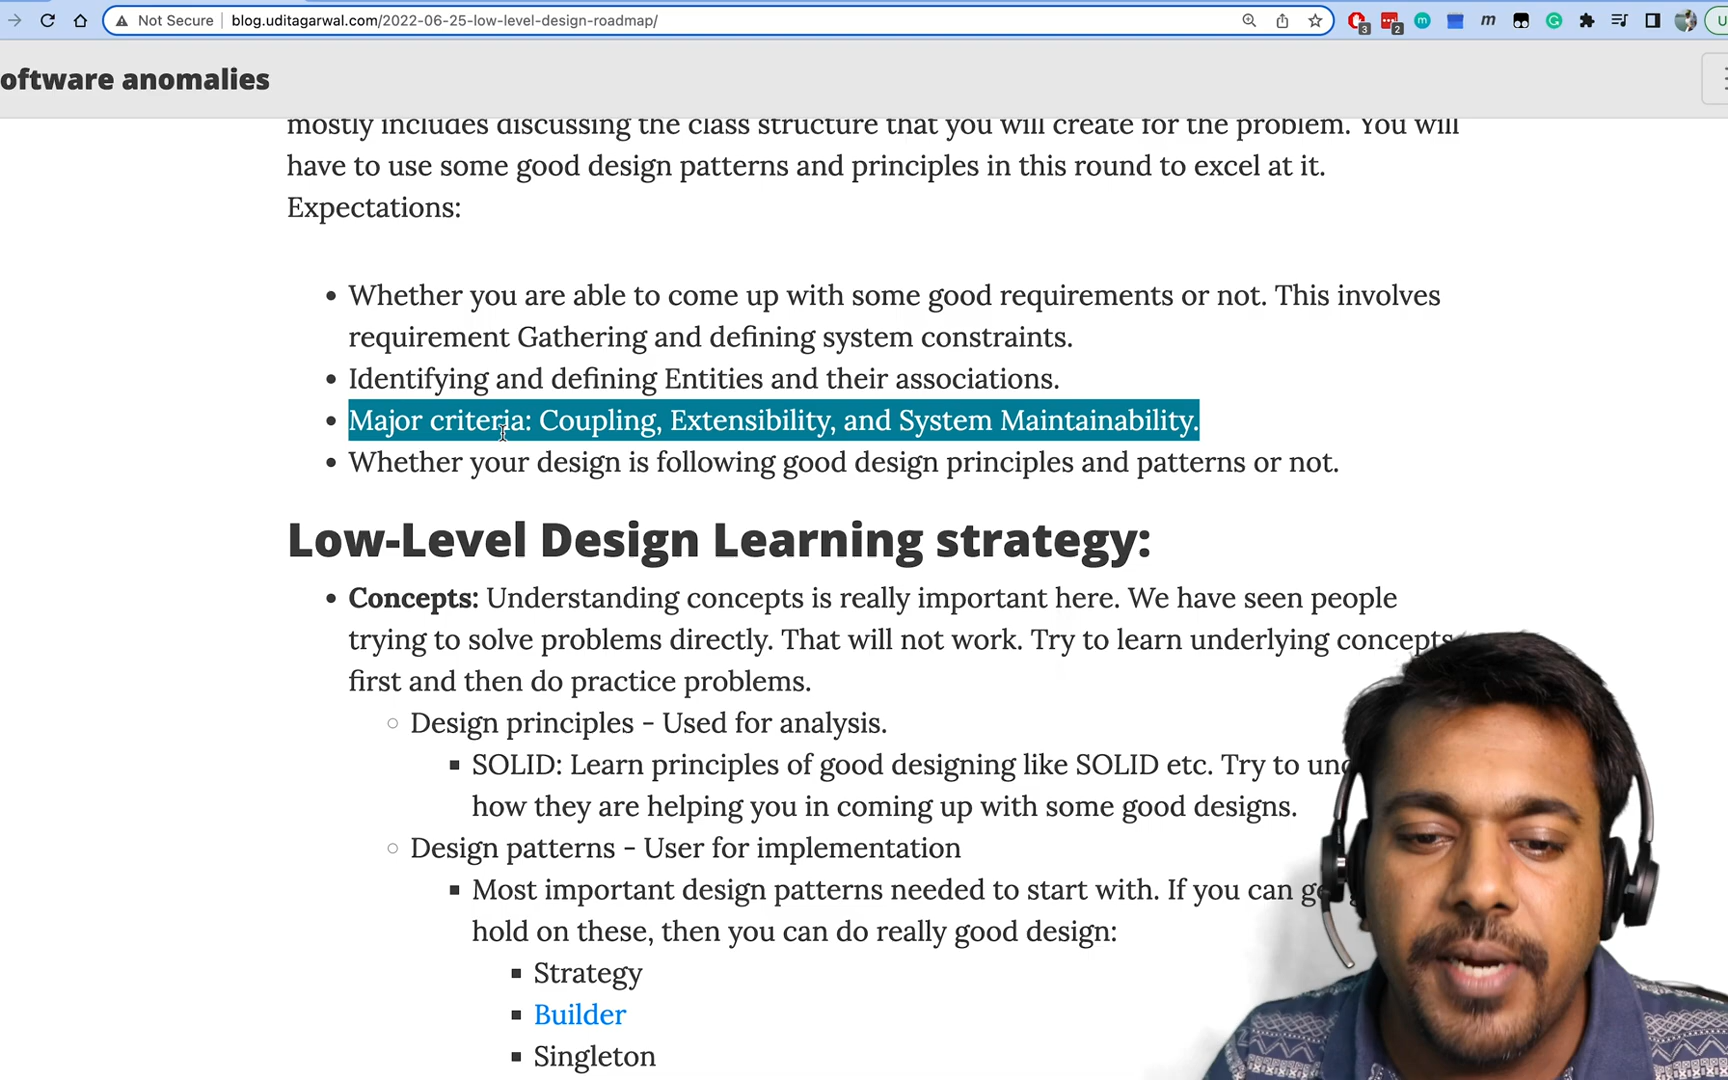 Not Secure | blog.uditagarwal.com/2022-06-25-low-level-design-roadmap/
oftware anomalies
mostly includes discussing the class structure that you will create for the problem. You will
have to use some good design patterns and principles in this round to excel at it.
Expectations:
Whether you are able to come up with some good requirements or not. This involves
requirement Gathering and defining system constraints.
Identifying and defining Entities and their associations.
Major criteria: Coupling, Extensibility, and System Maintainability.
Whether your design is following good design principles and patterns or not.
Low-Level Design Learning strategy:
Concepts: Understanding concepts is really important here. We have seen people
trying to solve problems directly. That will not work. Try to learn underlying concepts
first and then do practice problems.
Design principles - Used for analysis.
SOLID: Learn principles of good designing like SOLID etc. Try to
how they are helping you in coming up with some good designs.
Design patterns - User for implementation
Most important design patterns needed to start with. If you can
hold on these, then you can do really good design:
Strategy
Builder
Singleton